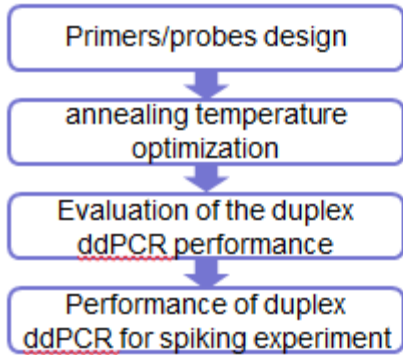 Primers/probes design
annealing temperature
optimization
Evaluation of the duplex
ddPCR performance
Performance of duplex
ddPCR for spiking experiment